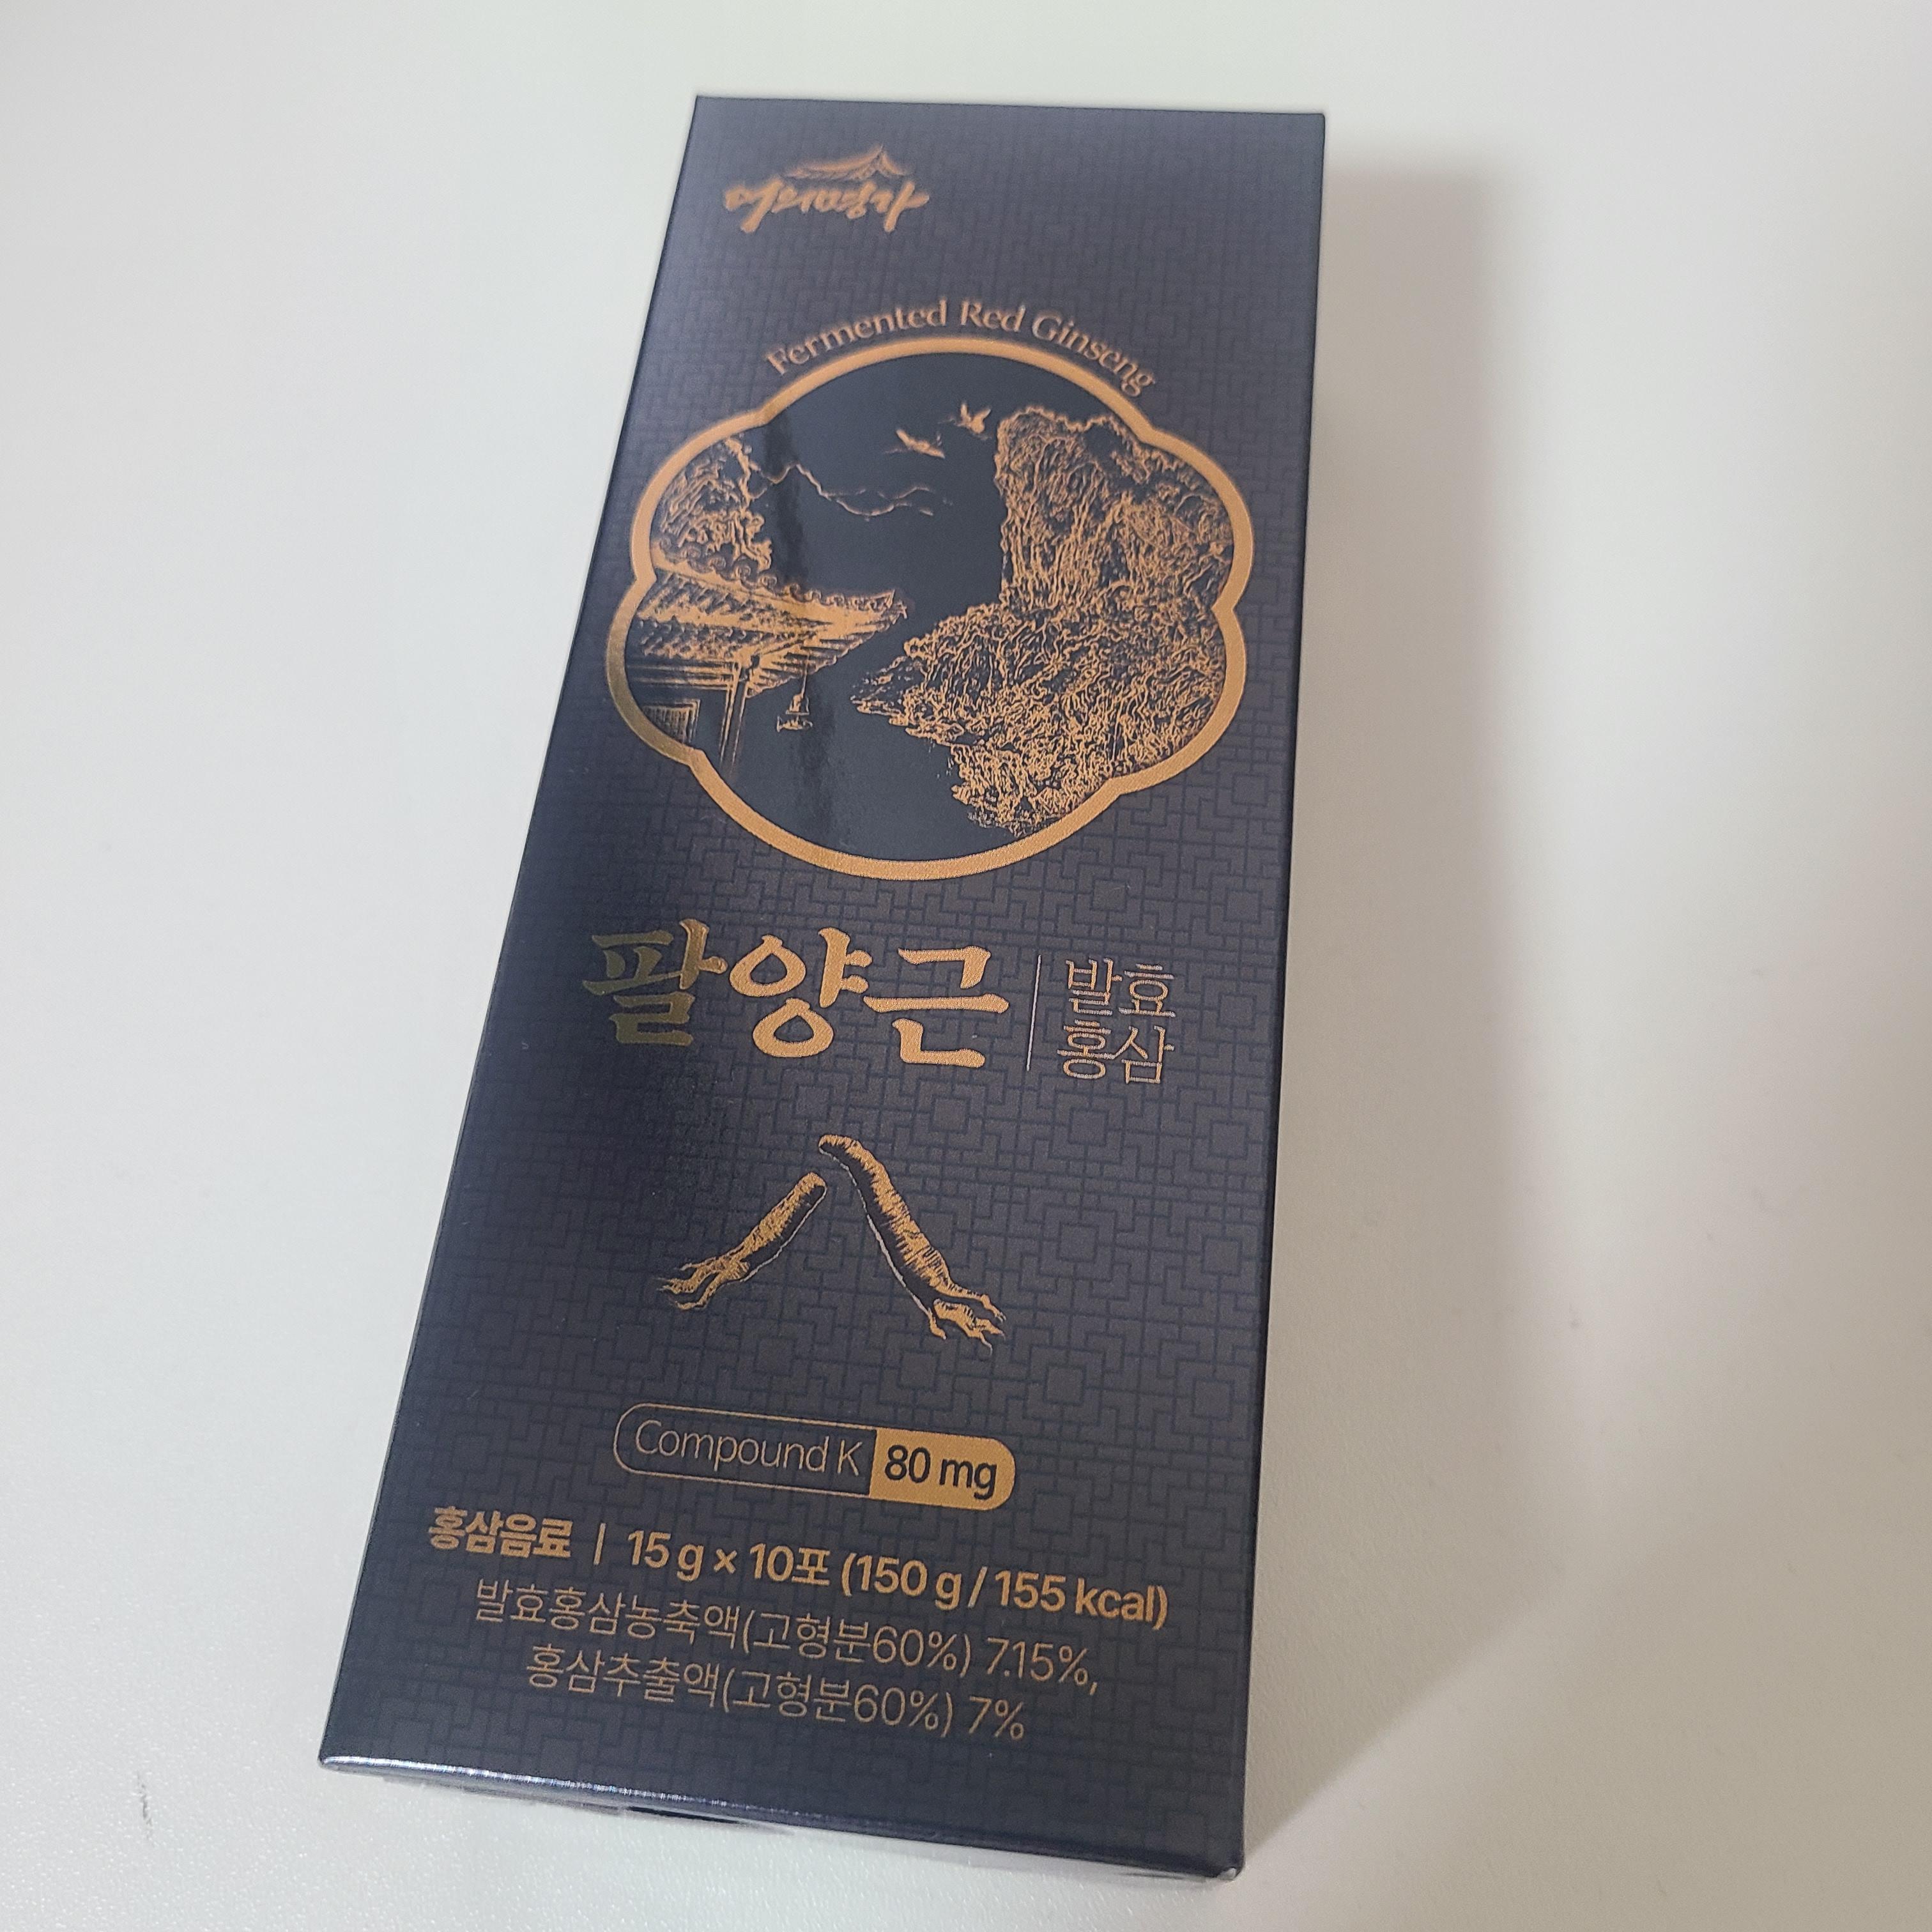 Fermented Red Ginseng
팔양근
발효
홍삼
Compound K 80 mg
홍삼음료 | 15 g × 10포 (150 g / 155 kcal)
발효홍삼농축액(고형분60%) 7.15%,
홍삼추출액(고형분60%) 7%